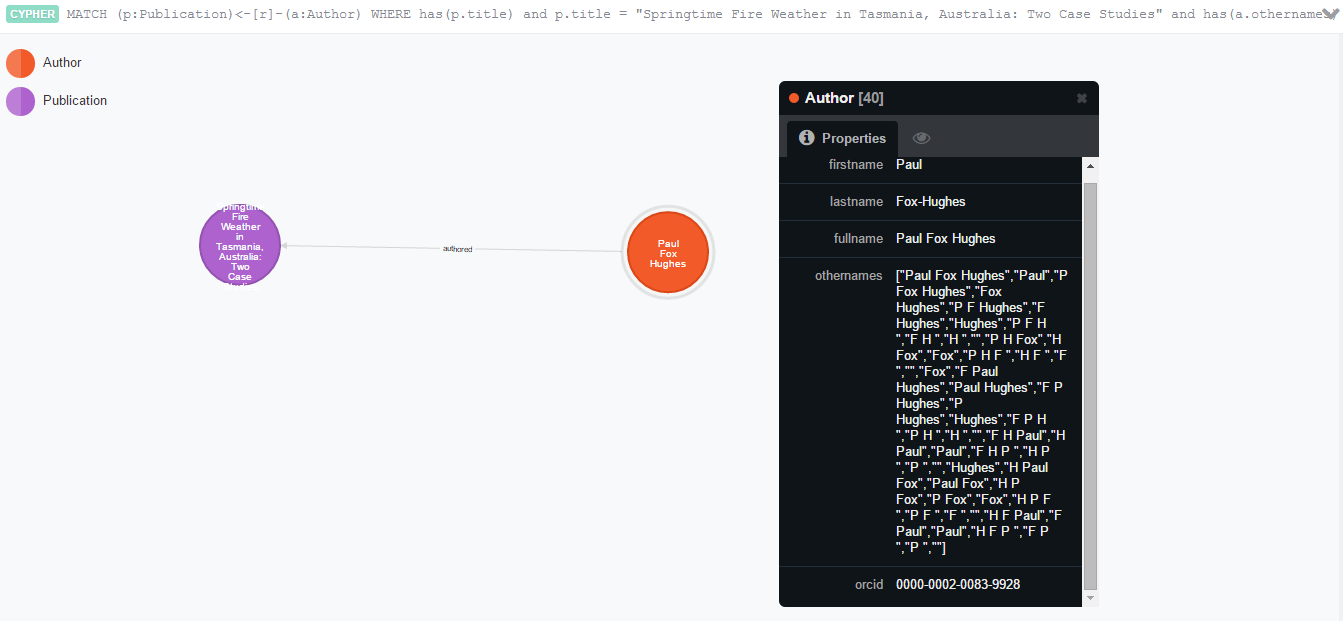 CYPHER MATCH (p:Publication)<-[r]-(a:Author) WHERE has(p.title) and p.title = "Springtime Fire Weather in Tasmania, Australia: Two Case Studies" and has(a.othernames
Author
Publication
Springtime
Fire
Weather
in
Tasmania,
Australia:
Two
Case
authored
Paul
Fox
Hughes
Author [40]
Properties
firstname Paul
lastname Fox-Hughes
fullname Paul Fox Hughes
othernames ["Paul Fox Hughes","Paul","P
Fox Hughes","Fox
Hughes","P F Hughes","F
Hughes","Hughes","P F H
","F H ","H ","","P H Fox","H
Fox","Fox","P H F ","H F ","F
","","Fox","F Paul
Hughes","Paul Hughes","F P
Hughes","P
Hughes","Hughes","F P H
","P H ","H ","","F H Paul","H
Paul","Paul","F H P ","H P
","P ","","Hughes","H Paul
Fox","Paul Fox","H P
Fox","P Fox","Fox","H P F
","P F ","F ","","H F Paul","F
Paul","Paul","H F P ","F P
","P ",""]
orcid 0000-0002-0083-9928